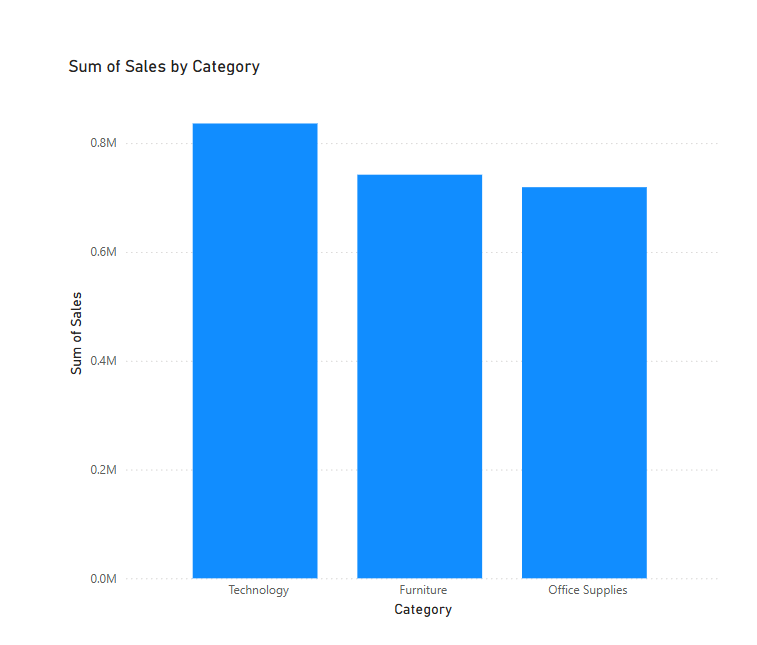 Sum of Sales by Category
Sum of Sales
0.8M
0.6M
0.4M
0.2M
0.0M
Technology
Furniture
Office Supplies
Category